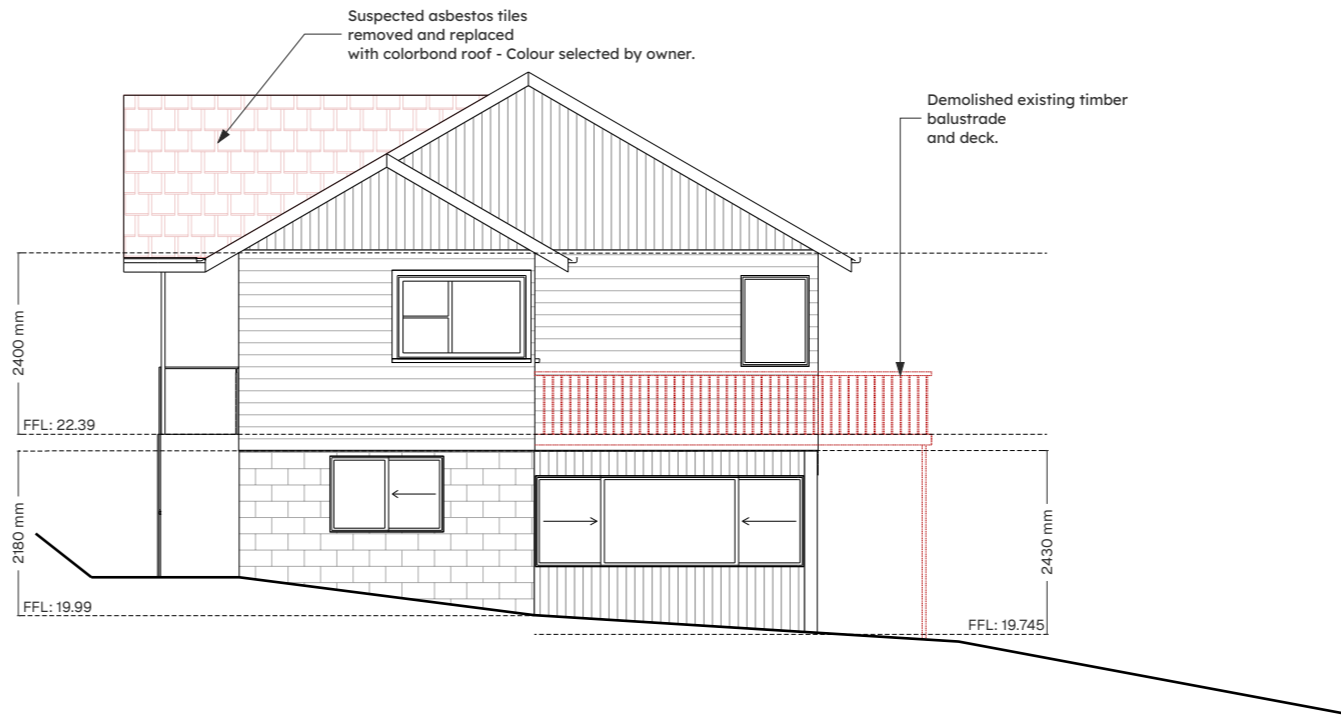 Suspected asbestos tiles
removed and replaced
with colorbond roof - Colour selected by owner.
Demolished existing timber
balustrade
and deck.
2400 mm
FFL: 22.39
2180 mm
FFL: 19.99
2430 mm
FFL: 19.745